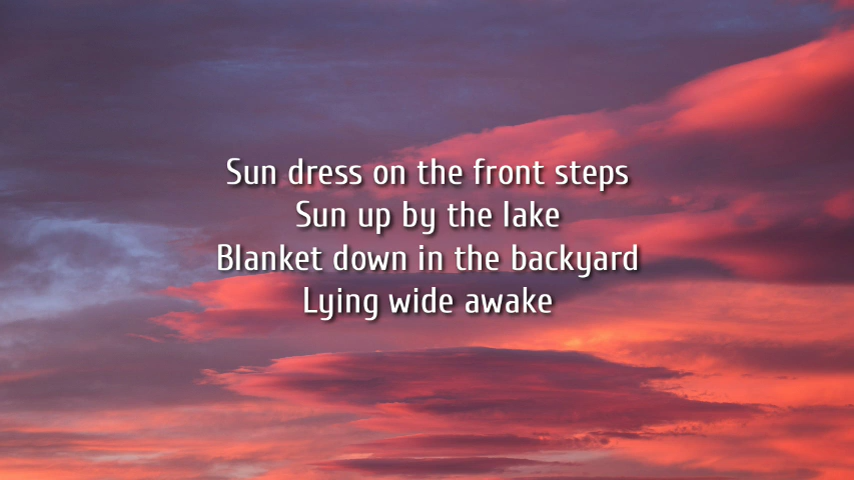 Sun dress on the front steps
Sun up by the lake
Blanket down in the backyard
Lying wide awake